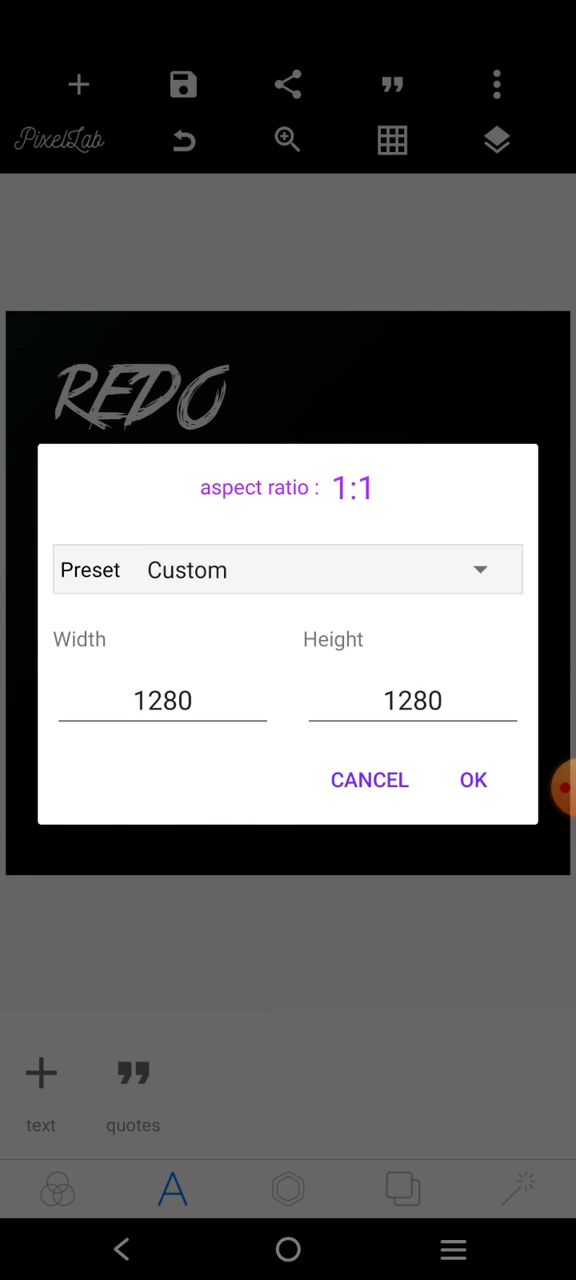 PixelLab
REDO
aspect ratio : 1:1
Preset Custom
Width Height
1280 1280
CANCEL OK
text quotes